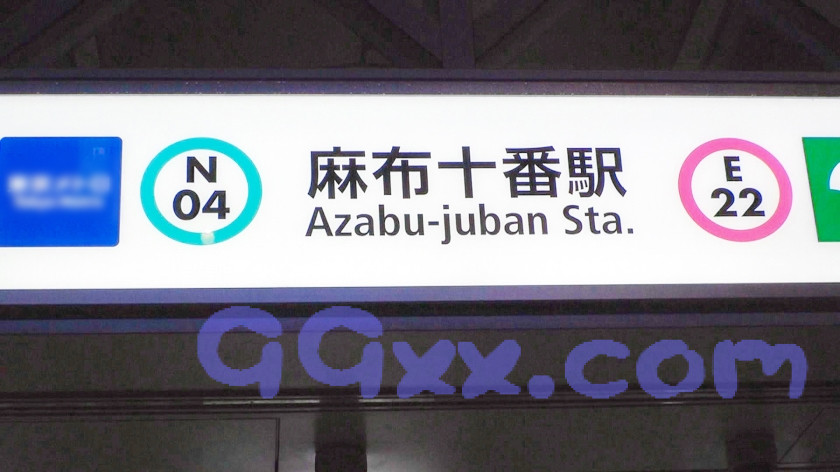 N
04
麻布十番駅
Azabu-juban Sta.
E
22
GGxx.com